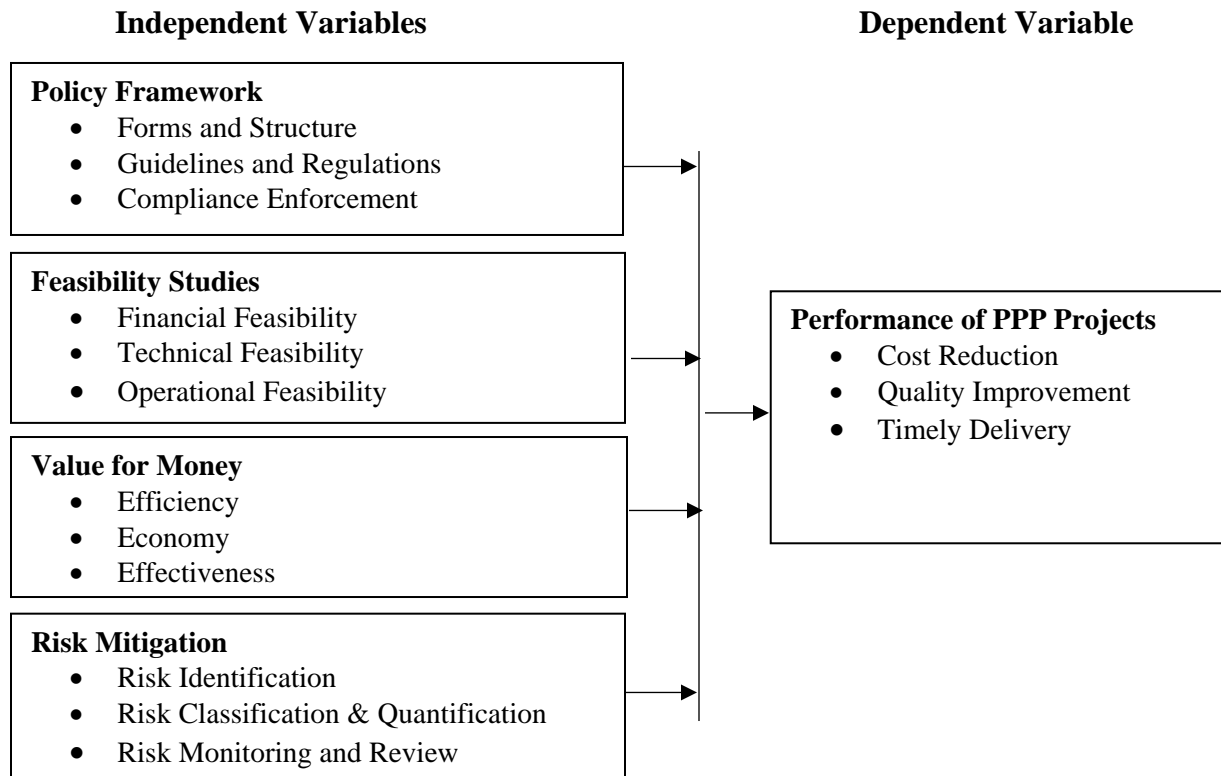 Independent Variables
Dependent Variable
Policy Framework
• Forms and Structure
• Guidelines and Regulations
• Compliance Enforcement
Feasibility Studies
• Financial Feasibility
• Technical Feasibility
• Operational Feasibility
Value for Money
• Efficiency
• Economy
• Effectiveness
Risk Mitigation
• Risk Identification
• Risk Classification & Quantification
• Risk Monitoring and Review
Performance of PPP Projects
• Cost Reduction
• Quality Improvement
• Timely Delivery